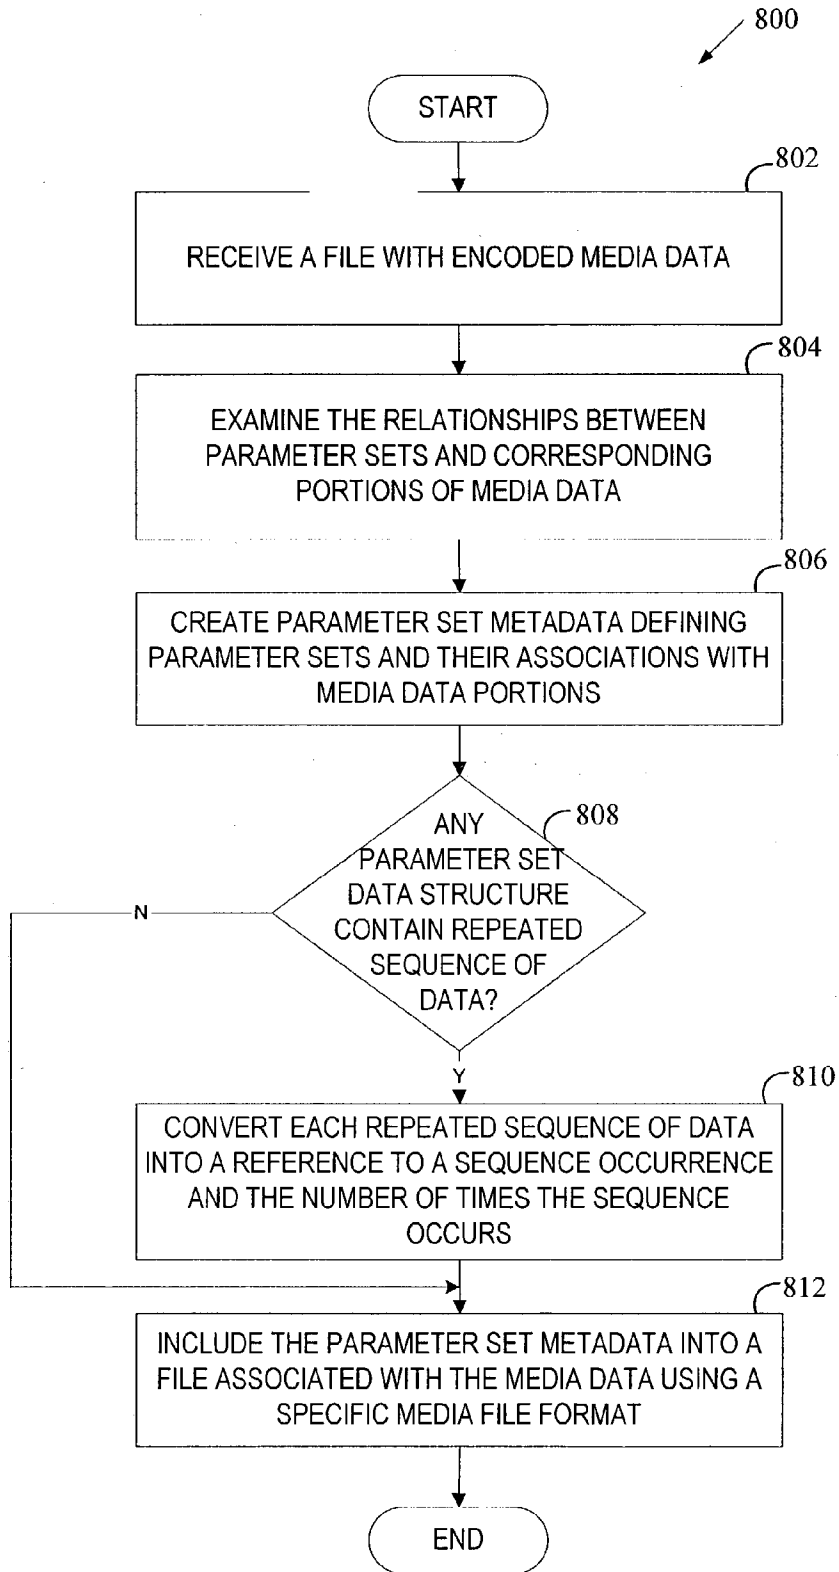 800
START
802
RECEIVE A FILE WITH ENCODED MEDIA DATA
804
EXAMINE THE RELATIONSHIPS BETWEEN
PARAMETER SETS AND CORRESPONDING
PORTIONS OF MEDIA DATA
806
CREATE PARAMETER SET METADATA DEFINING
PARAMETER SETS AND THEIR ASSOCIATIONS WITH
MEDIA DATA PORTIONS
808
ANY
PARAMETER SET
DATA STRUCTURE
CONTAIN REPEATED
SEQUENCE OF
DATA?
N
Y
810
CONVERT EACH REPEATED SEQUENCE OF DATA
INTO A REFERENCE TO A SEQUENCE OCCURRENCE
AND THE NUMBER OF TIMES THE SEQUENCE
OCCURS
812
INCLUDE THE PARAMETER SET METADATA INTO A
FILE ASSOCIATED WITH THE MEDIA DATA USING A
SPECIFIC MEDIA FILE FORMAT
END